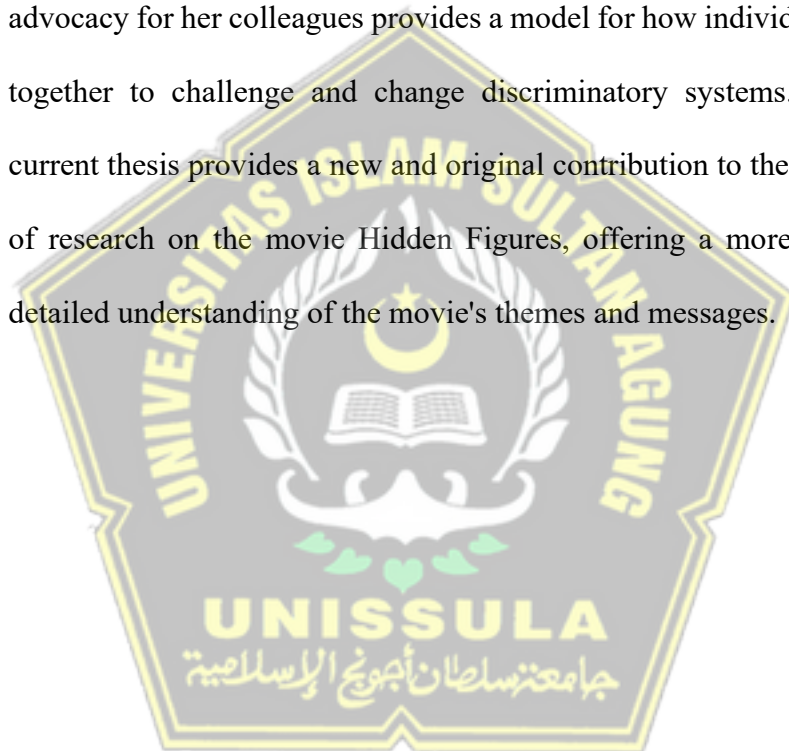 advocacy for her colleagues provides a model for how
together to challenge and change discriminatory systems.
current thesis provides a new and original contribution to the
of research on the movie Hidden Figures, offering a more
detailed understanding of the movie's themes and messages.
UNIVERSITAS ISLAM SULTAN AGUNG
UNISSULA
جامعة سلطان أجونج الإسلامية